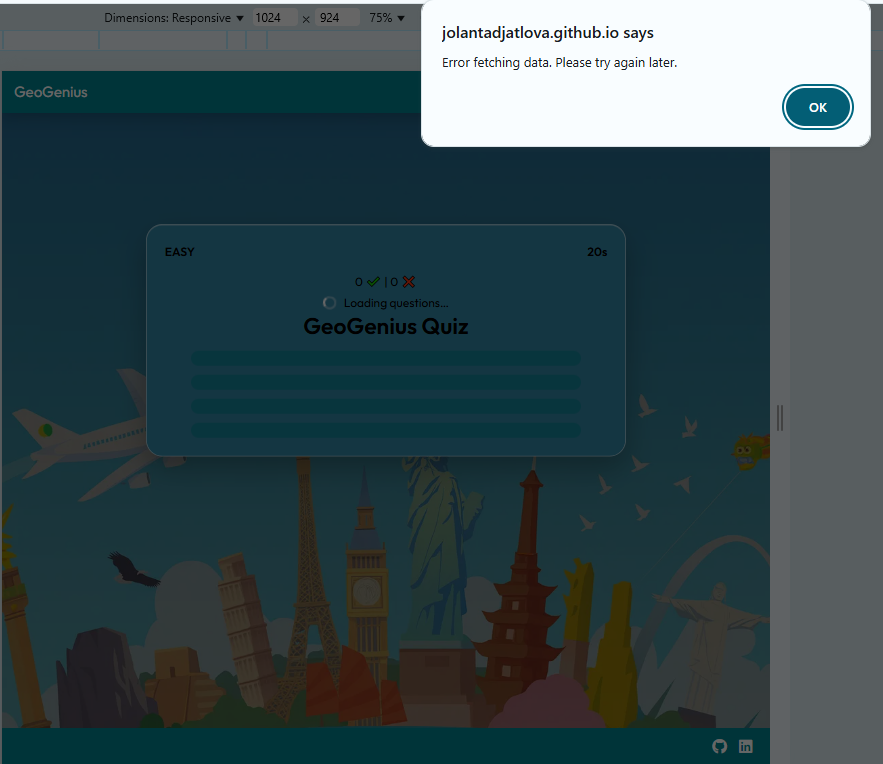 Dimensions: Responsive ▼ 1024 × 924 75% ▼
jolantadjatlova.github.io says
Error fetching data. Please try again later.
OK
GeoGenius
EASY 20s
0 ✔ | 0 ❌
Loading questions...
GeoGenius Quiz